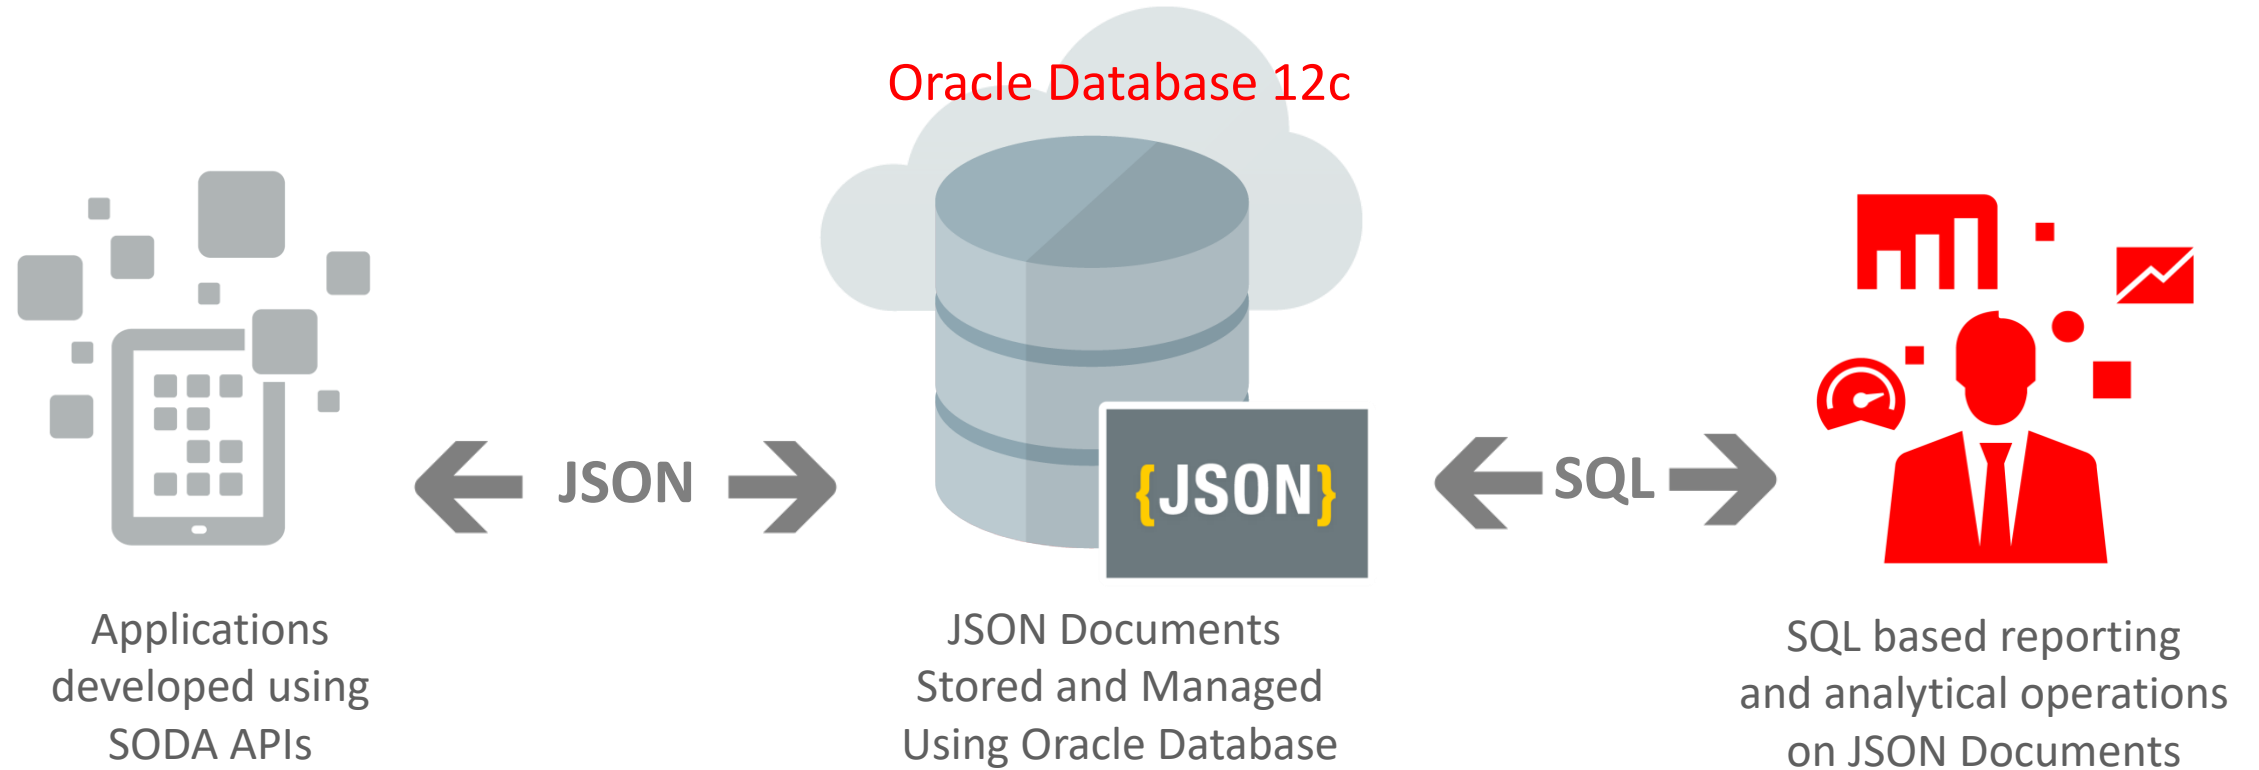 Oracle Database 12c
JSON
{JSON}
SQL
Applications
developed using
SODA APIs
JSON Documents
Stored and Managed
Using Oracle Database
SQL based reporting
and analytical operations
on JSON Documents